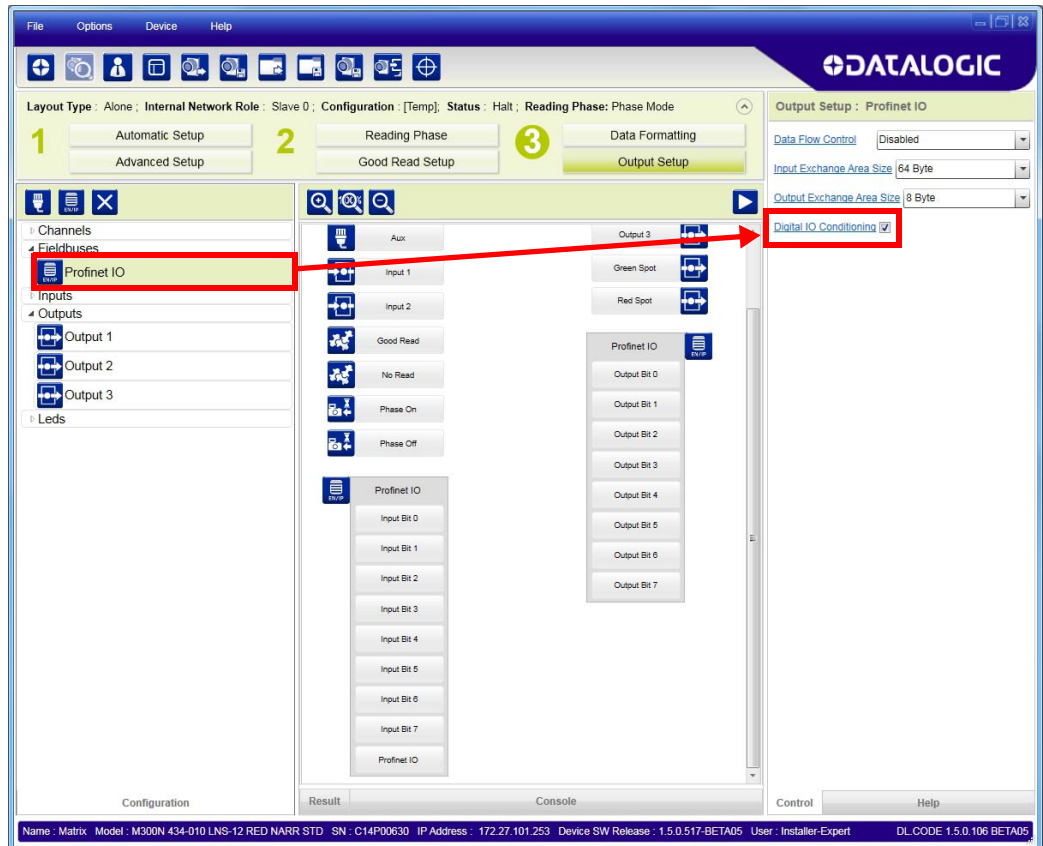 File Options Device Help
DATALOGIC
Layout Type : Alone ; Internal Network Role : Slave 0 ; Configuration : [Temp]; Status : Halt ; Reading Phase: Phase Mode
1 Automatic Setup
Advanced Setup
2 Reading Phase
Good Read Setup
3 Data Formatting
Output Setup
EN/IP
Channels
Fieldbuses
EN/IP Profinet IO
Inputs
Outputs
Output 1
Output 2
Output 3
Leds
Configuration
100%
Aux
Input 1
Input 2
Good Read
No Read
Phase On
Phase Off
EN/IP Profinet IO
Input Bit 0
Input Bit 1
Input Bit 2
Input Bit 3
Input Bit 4
Input Bit 5
Input Bit 6
Input Bit 7
Profinet IO
Output 3
Green Spot
Red Spot
Profinet IO EN/IP
Output Bit 0
Output Bit 1
Output Bit 2
Output Bit 3
Output Bit 4
Output Bit 5
Output Bit 6
Output Bit 7
Result Console
Output Setup : Profinet IO
Data Flow Control Disabled
Input Exchange Area Size 64 Byte
Output Exchange Area Size 8 Byte
Digital IO Conditioning
Control Help
Name : Matrix Model : M300N 434-010 LNS-12 RED NARR STD SN : C14P00630 IP Address : 172.27.101.253 Device SW Release : 1.5.0.517-BETA05 User : Installer-Expert DL.CODE 1.5.0.106 BETA05